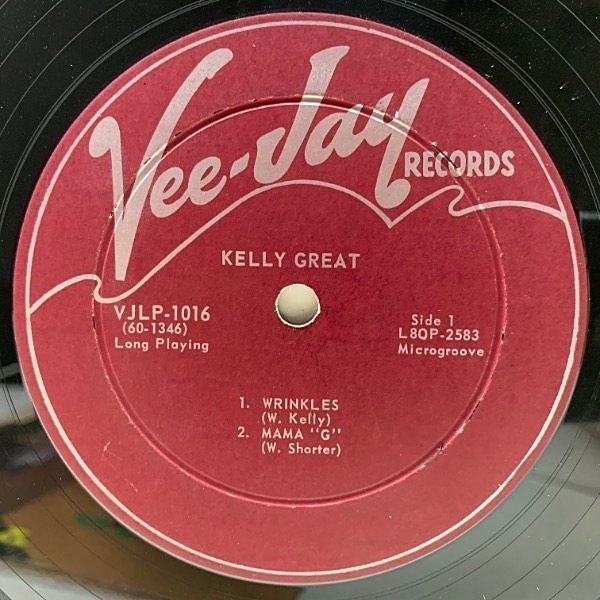 Vee-Jay RECORDS
KELLY GREAT
VJLP-1016
(60-1346)
Long Playing
Side 1
L8OP-2583
Microgroove
1. WRINKLES
(W. Kelly)
2. MAMA "G"
(W. Shorter)